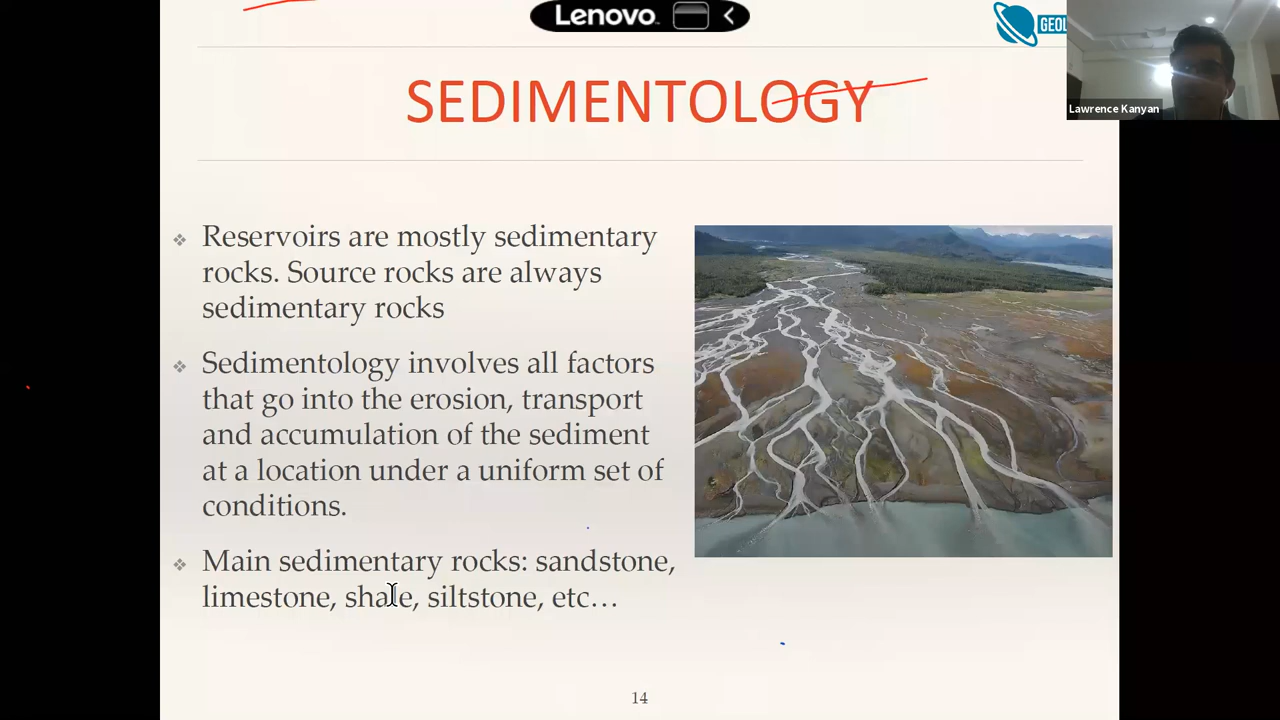 Lenovo
GEOL
Lawrence Kanyan
SEDIMENTOLOGY
Reservoirs are mostly sedimentary
rocks. Source rocks are always
sedimentary rocks
Sedimentology involves all factors
that go into the erosion, transport
and accumulation of the sediment
at a location under a uniform set of
conditions.
Main sedimentary rocks: sandstone,
limestone, shale, siltstone, etc…
14